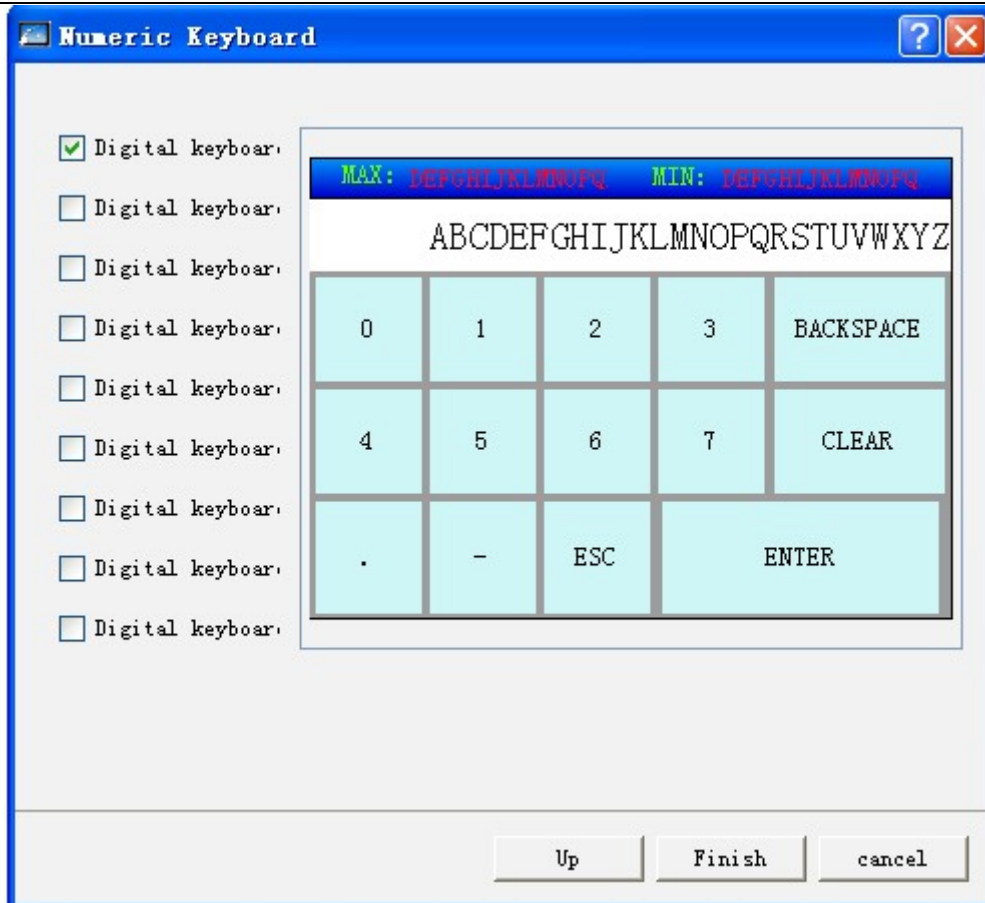 Numeric Keyboard
Digital keyboar
MAX: DEFGHIJKLMNOPQ MIN: DEFGHIJKLMNOPQ
Digital keyboar
ABCDEFGHIJKLMNOPQRSTUVWXYZ
Digital keyboar
Digital keyboar
0 1 2 3 BACKSPACE
Digital keyboar
Digital keyboar
4 5 6 7 CLEAR
Digital keyboar
Digital keyboar
. - ESC ENTER
Digital keyboar
Up Finish cancel